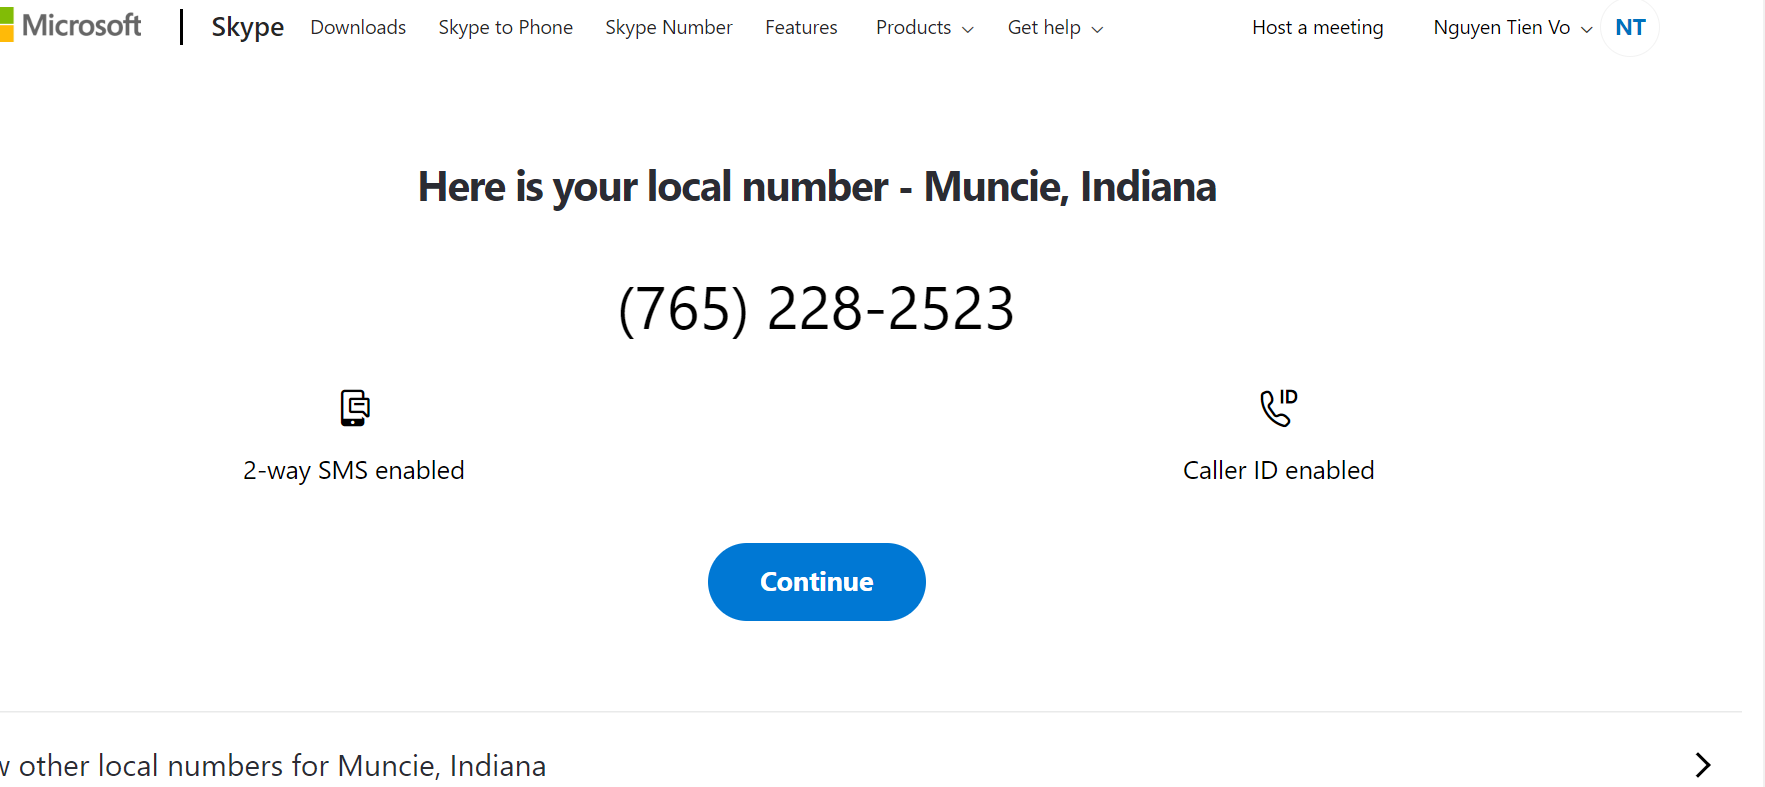 Microsoft Skype Downloads Skype to Phone Skype Number Features Products Get help Host a meeting Nguyen Tien Vo NT
Here is your local number - Muncie, Indiana
(765) 228-2523
ID
2-way SMS enabled Caller ID enabled
Continue
other local numbers for Muncie, Indiana